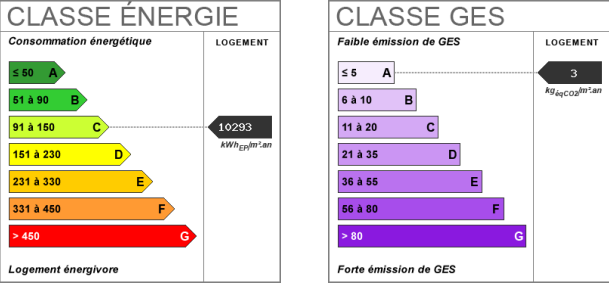 CLASSE ÉNERGIE
Consommation énergétique
LOGEMENT
≤ 50 A
51 à 90 B
91 à 150 C
10293
kWhEP/m².an
151 à 230 D
231 à 330 E
331 à 450 F
> 450 G
Logement énergivore
CLASSE GES
Faible émission de GES
LOGEMENT
≤ 5 A
3
kgéqCO2/m².an
6 à 10 B
11 à 20 C
21 à 35 D
36 à 55 E
56 à 80 F
> 80 G
Forte émission de GES